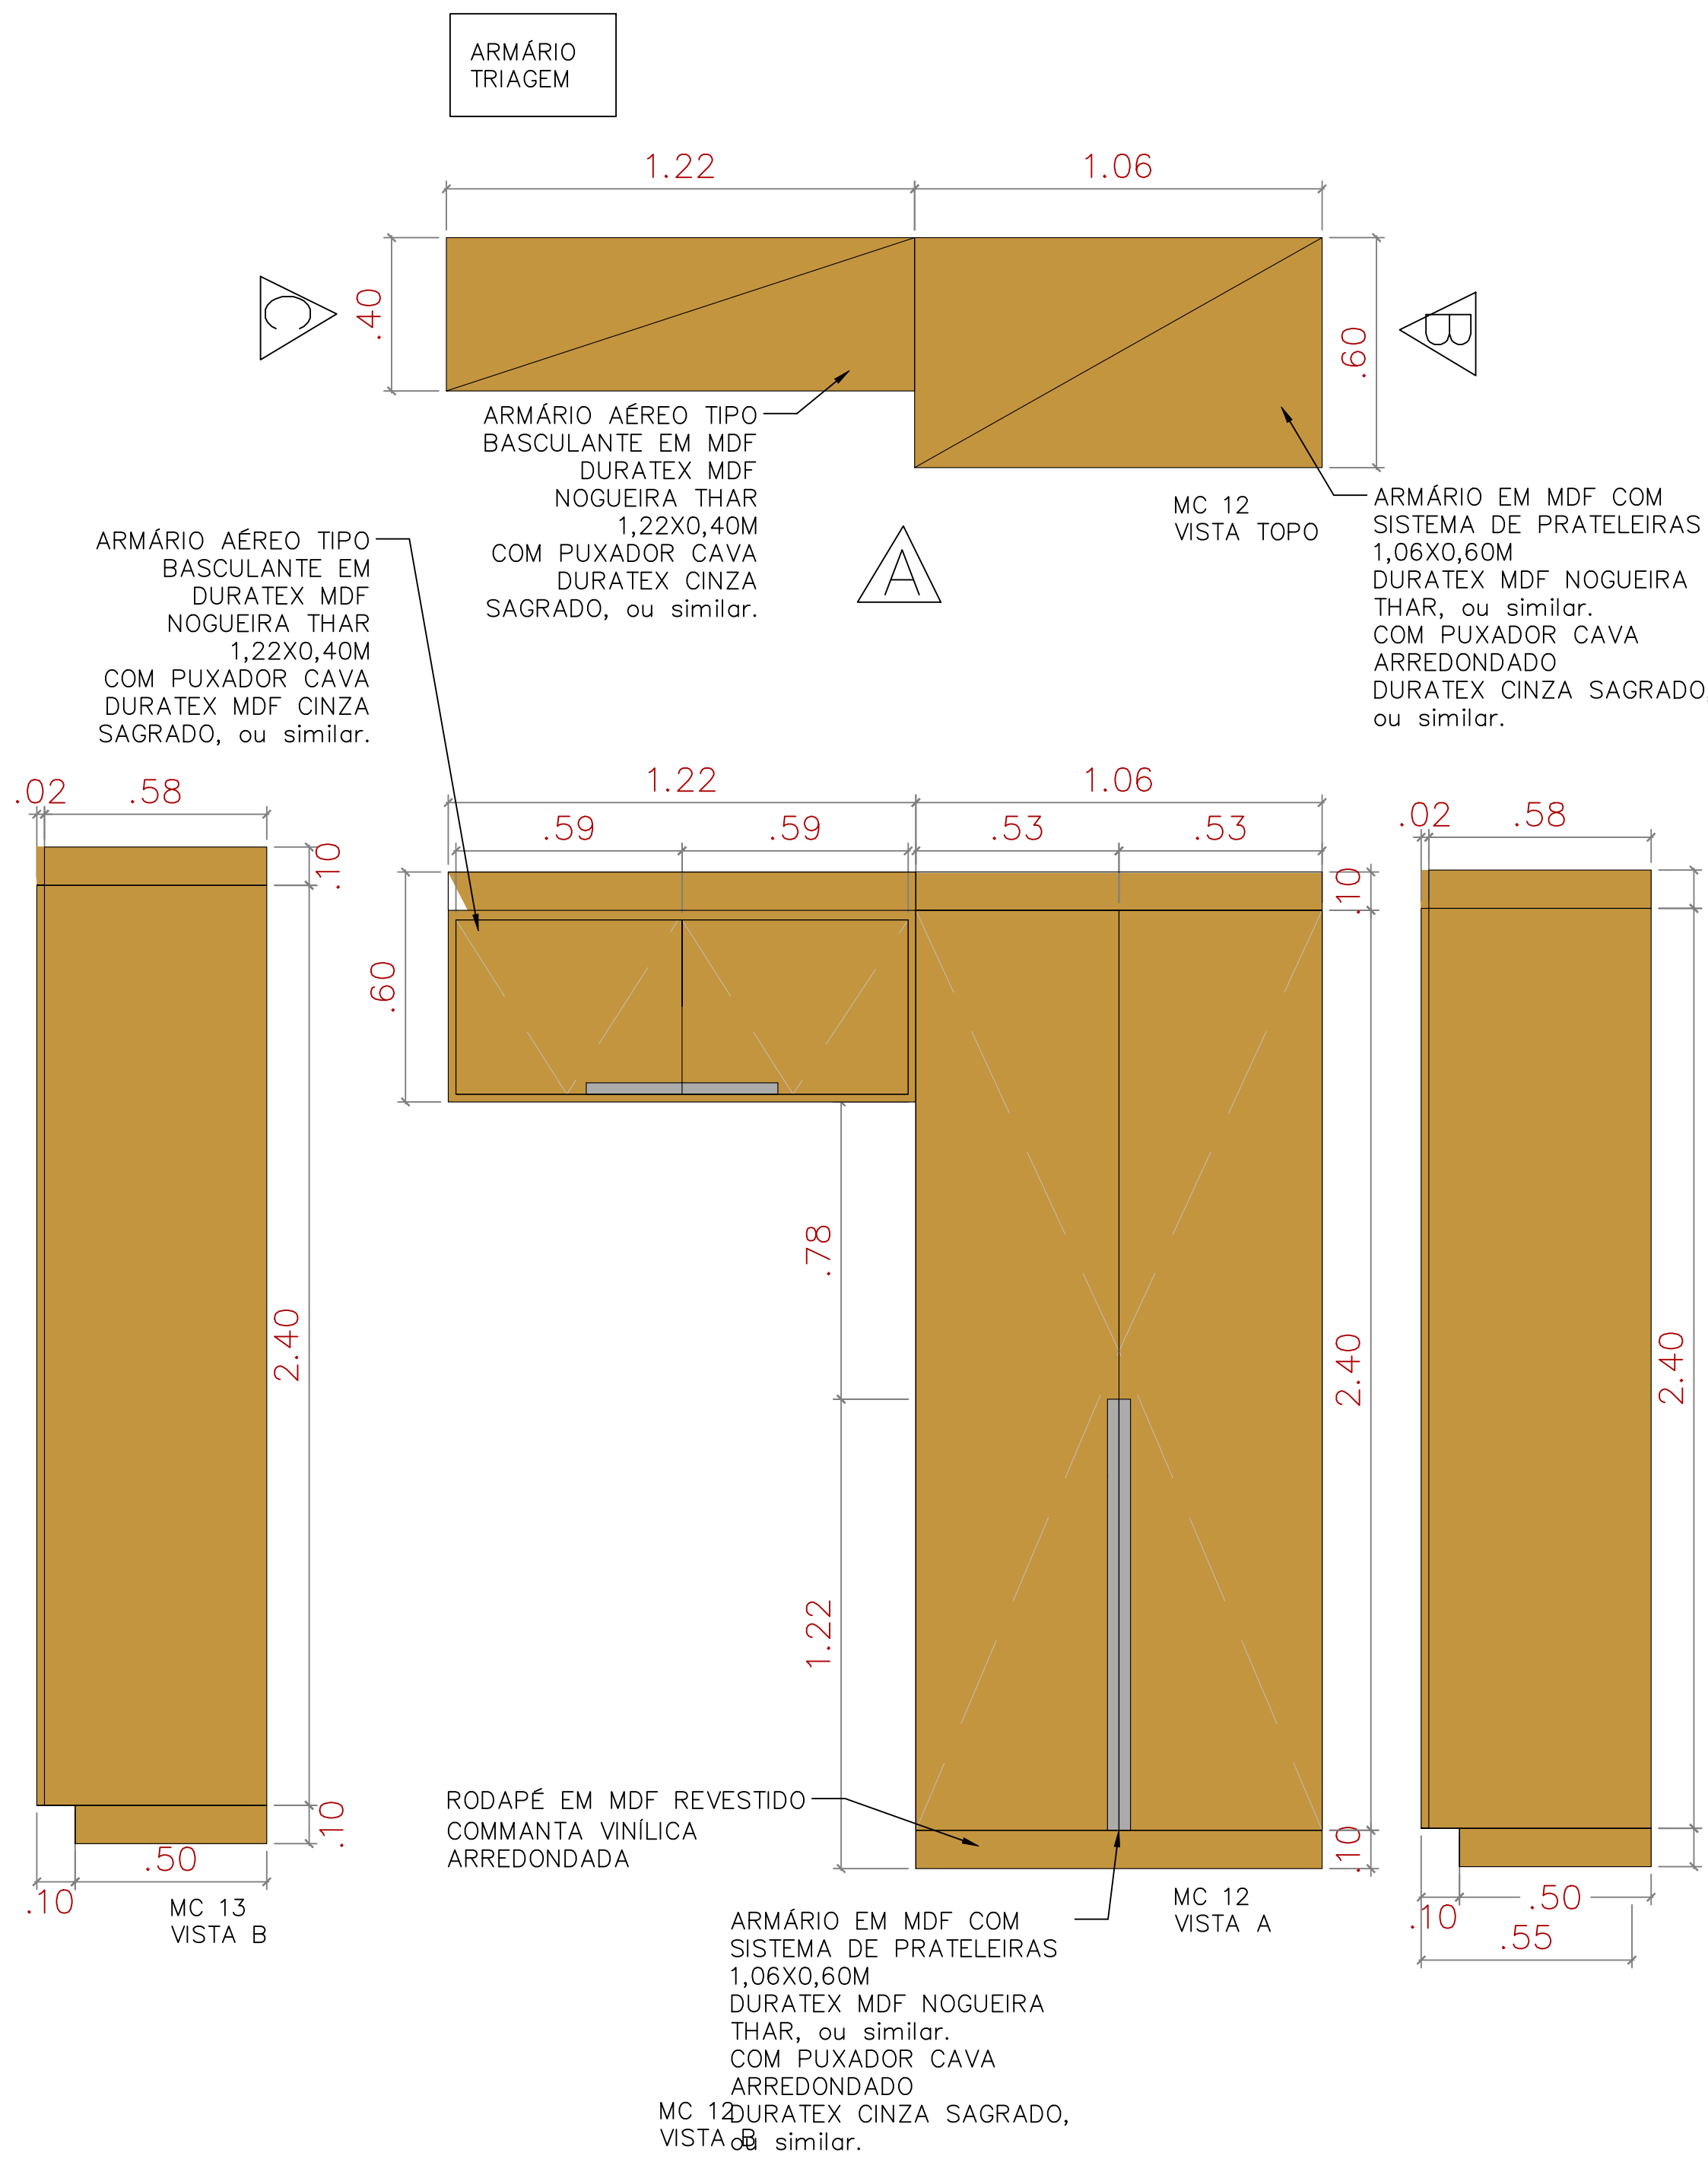 ARMÁRIO
TRIAGEM
1.22
1.06
.40
.60
C
B
A
ARMÁRIO AÉREO TIPO
BASCULANTE EM MDF
DURATEX MDF
NOGUEIRA THAR
1,22X0,40M
COM PUXADOR CAVA
DURATEX CINZA
SAGRADO, ou similar.
MC 12
VISTA TOPO
ARMÁRIO EM MDF COM
SISTEMA DE PRATELEIRAS
1,06X0,60M
DURATEX MDF NOGUEIRA
THAR, ou similar.
COM PUXADOR CAVA
ARREDONDADO
DURATEX CINZA SAGRADO,
ou similar.
ARMÁRIO AÉREO TIPO
BASCULANTE EM
DURATEX MDF
NOGUEIRA THAR
1,22X0,40M
COM PUXADOR CAVA
DURATEX MDF CINZA
SAGRADO, ou similar.
.02
.58
.10
2.40
.10
.50
.10
MC 13
VISTA B
1.22
1.06
.59
.59
.53
.53
.10
.60
.78
2.40
1.22
.10
RODAPÉ EM MDF REVESTIDO
COMMANTA VINÍLICA
ARREDONDADA
MC 12
VISTA A
ARMÁRIO EM MDF COM
SISTEMA DE PRATELEIRAS
1,06X0,60M
DURATEX MDF NOGUEIRA
THAR, ou similar.
COM PUXADOR CAVA
ARREDONDADO
DURATEX CINZA SAGRADO,
ou similar.
MC 12
VISTA B
.02
.58
2.40
.10
.50
.55